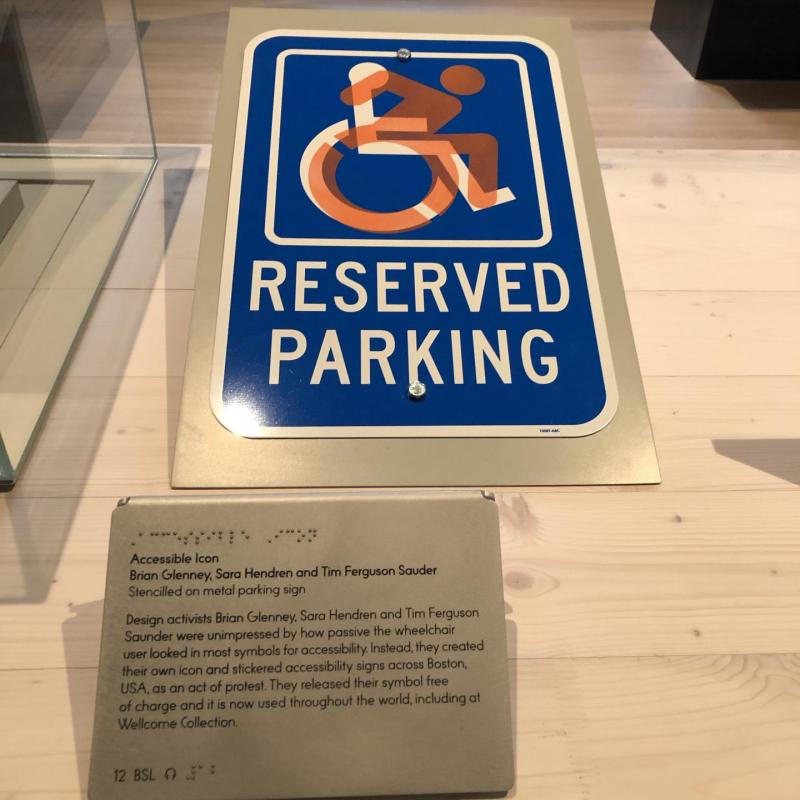 RESERVED
PARKING
Accessible Icon
Brian Glenney, Sara Hendren and Tim Ferguson Sauder
Stencilled on metal parking sign
Design activists Brian Glenney, Sara Hendren and Tim Ferguson
Saunder were unimpressed by how passive the wheelchair
user looked in most symbols for accessibility. Instead, they created
their own icon and stickered accessibility signs across Boston,
USA, as an act of protest. They released their symbol free
of charge and it is now used throughout the world, including at
Wellcome Collection.
12 BSL